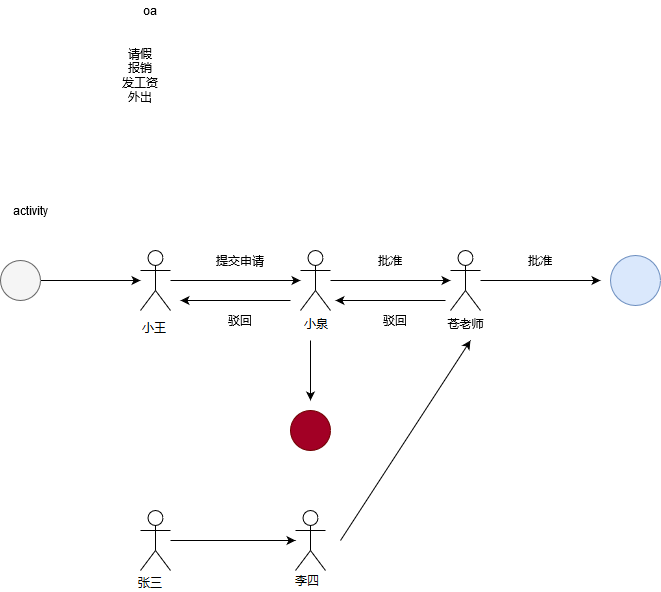 oa
请假
报销
发工资
外出
activity
提交申请
批准
批准
驳回
驳回
小王
小泉
苍老师
张三
李四